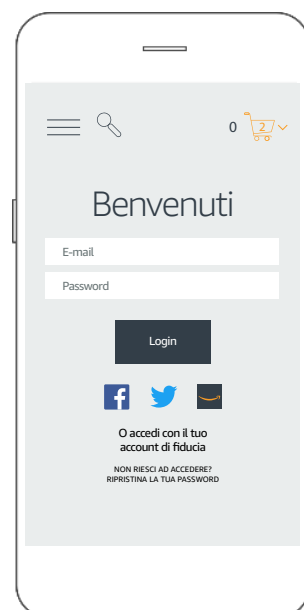 0 2
Benvenuti
E-mail
Password
Login
O accedi con il tuo
account di fiducia
NON RIESCI AD ACCEDERE?
RIPRISTINA LA TUA PASSWORD